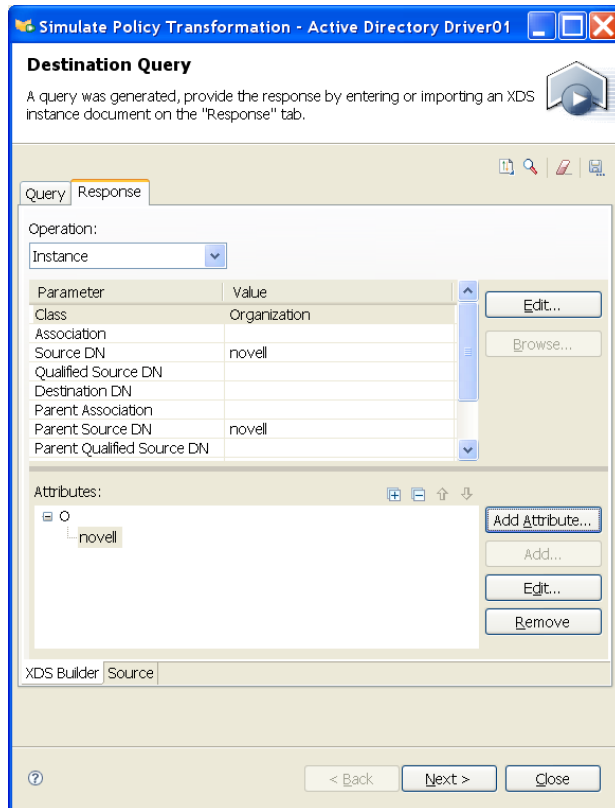 Simulate Policy Transformation - Active Directory Driver01
Destination Query
A query was generated, provide the response by entering or importing an XDS
instance document on the "Response" tab.
Query Response
Operation:
Instance
Parameter Value
Class Organization
Association
Source DN novell
Qualified Source DN
Destination DN
Parent Association
Parent Source DN novell
Parent Qualified Source DN
Edit...
Browse...
Attributes:
O
novell
Add Attribute...
Add...
Edit...
Remove
XDS Builder Source
? < Back Next > Close